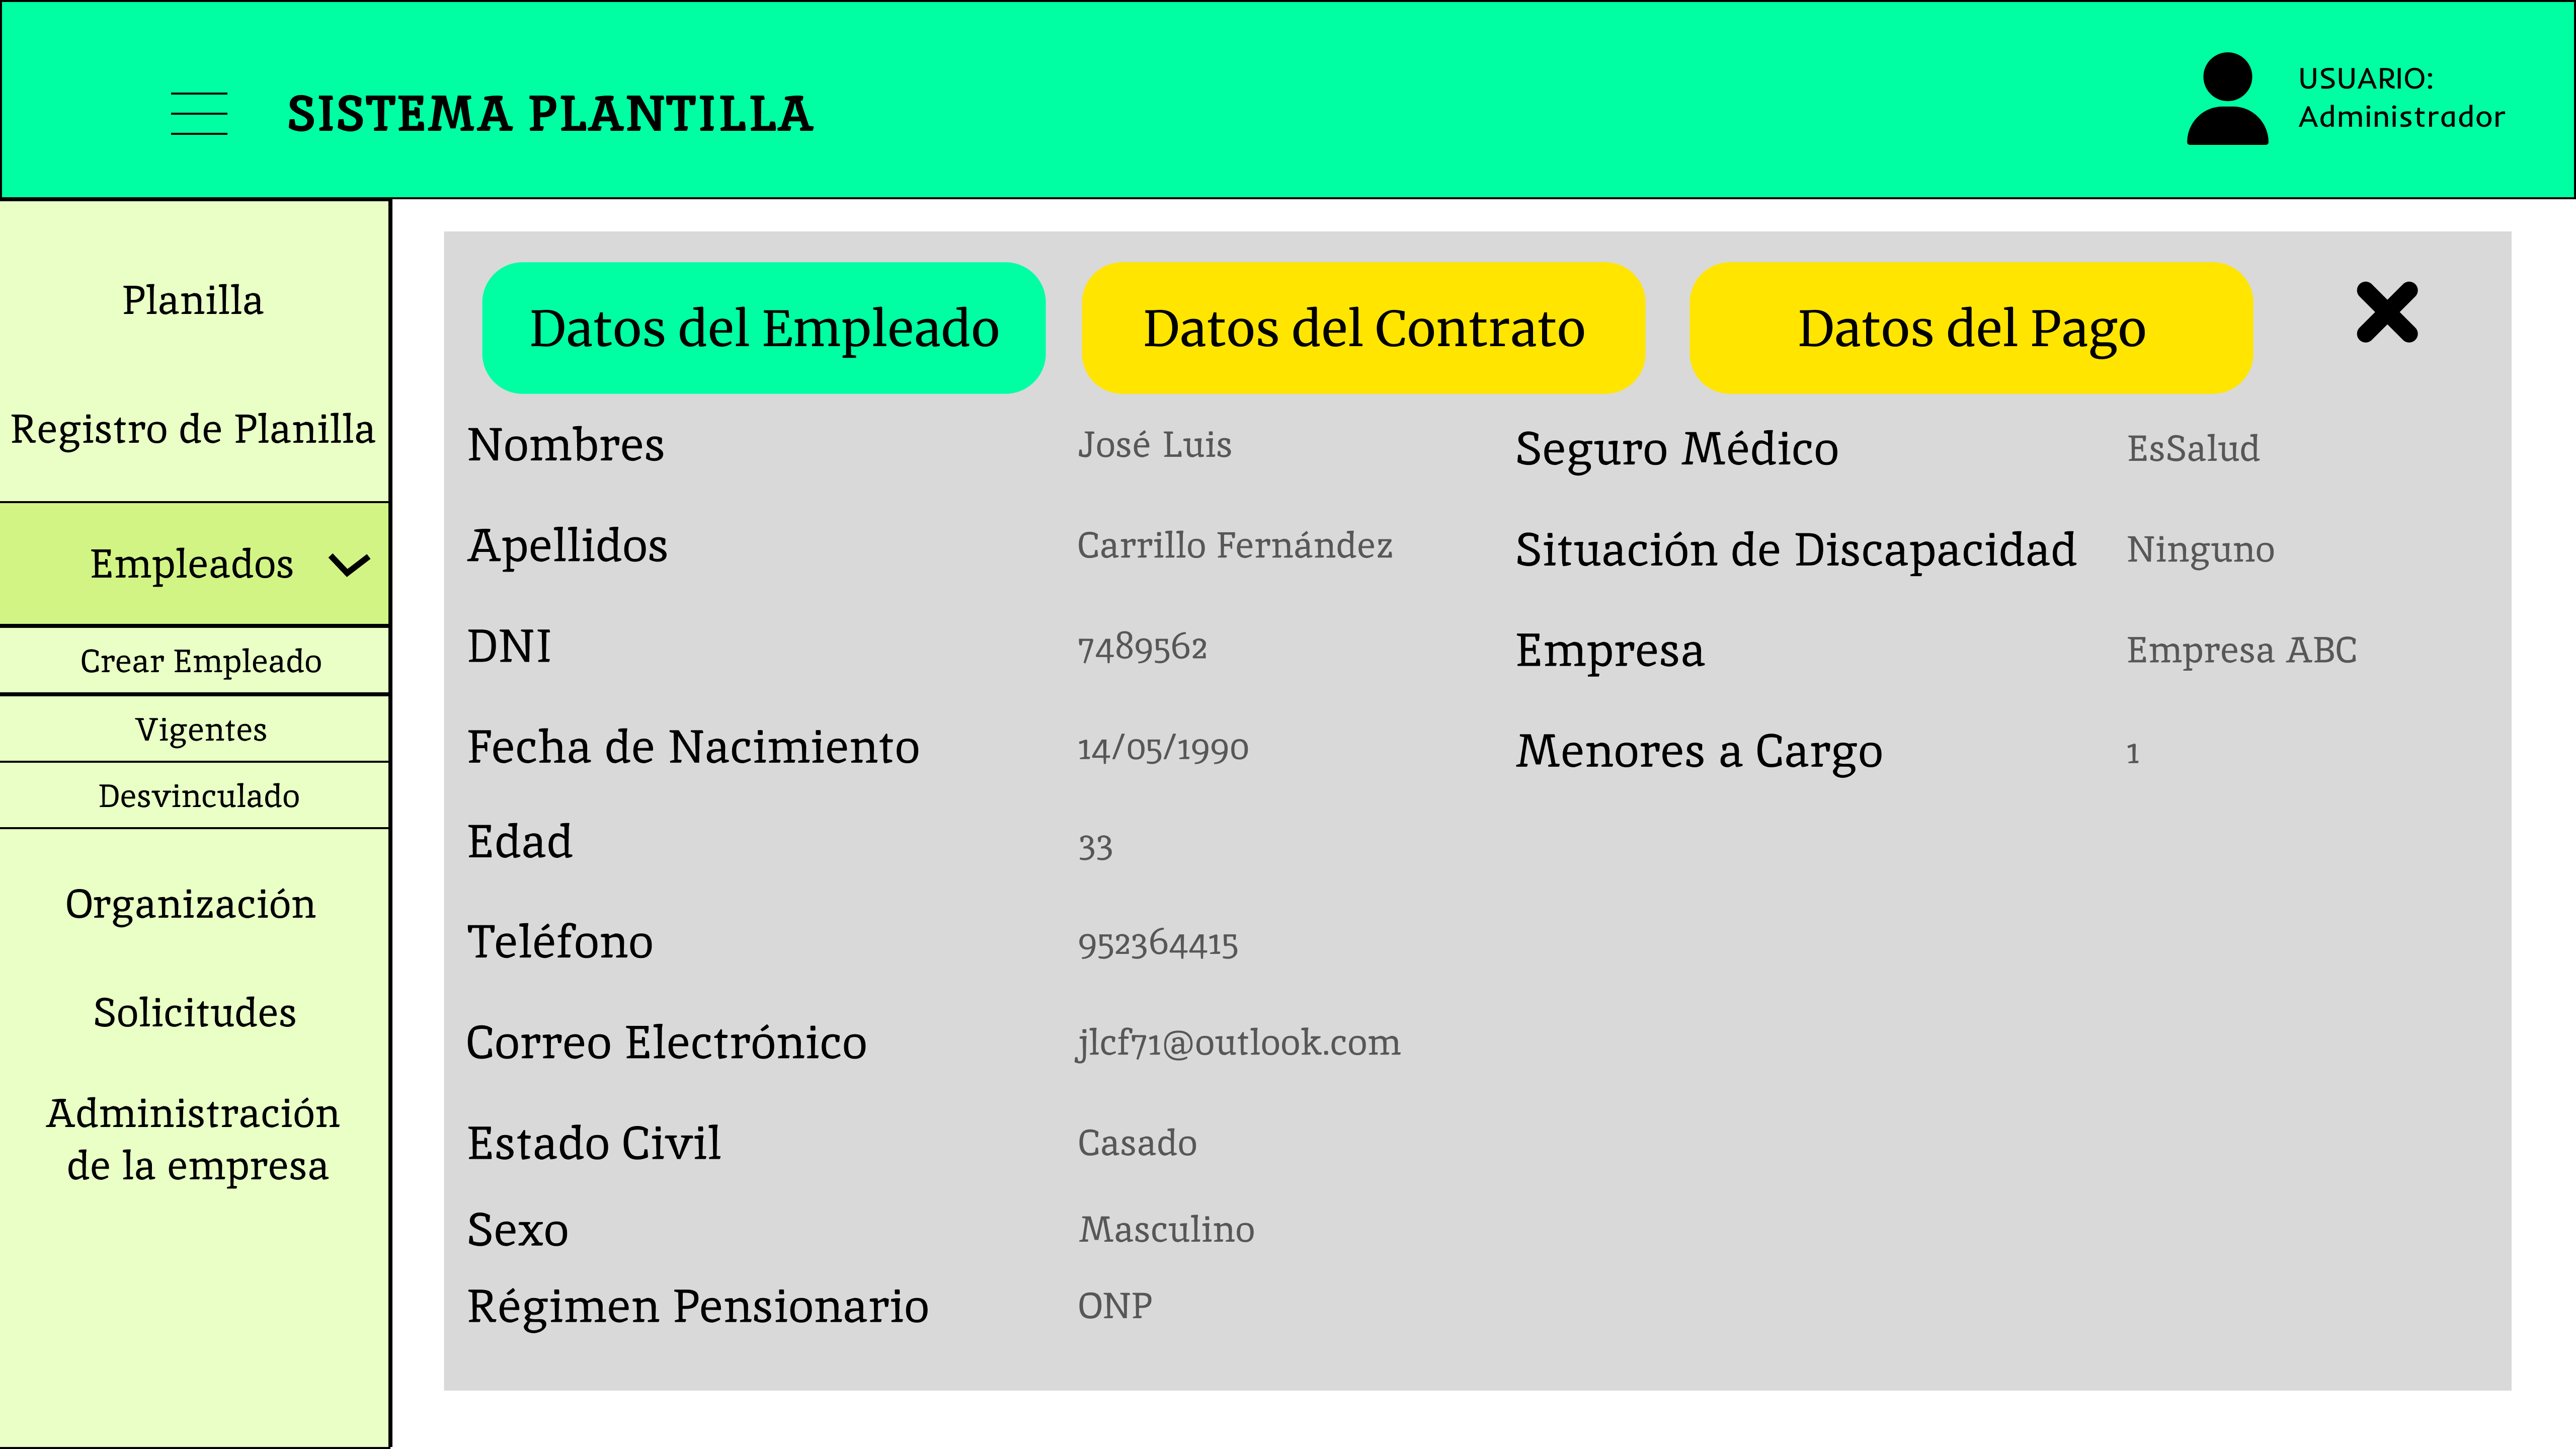 SISTEMA PLANTILLA
USUARIO:
Administrador
Planilla
Registro de Planilla
Empleados
Crear Empleado
Vigentes
Desvinculado
Organización
Solicitudes
Administración
de la empresa
Datos del Empleado
Datos del Contrato
Datos del Pago
Nombres José Luis
Apellidos Carrillo Fernández
DNI 7489562
Fecha de Nacimiento 14/05/1990
Edad 33
Teléfono 952364415
Correo Electrónico jlcf71@outlook.com
Estado Civil Casado
Sexo Masculino
Régimen Pensionario ONP
Seguro Médico EsSalud
Situación de Discapacidad Ninguno
Empresa Empresa ABC
Menores a Cargo 1